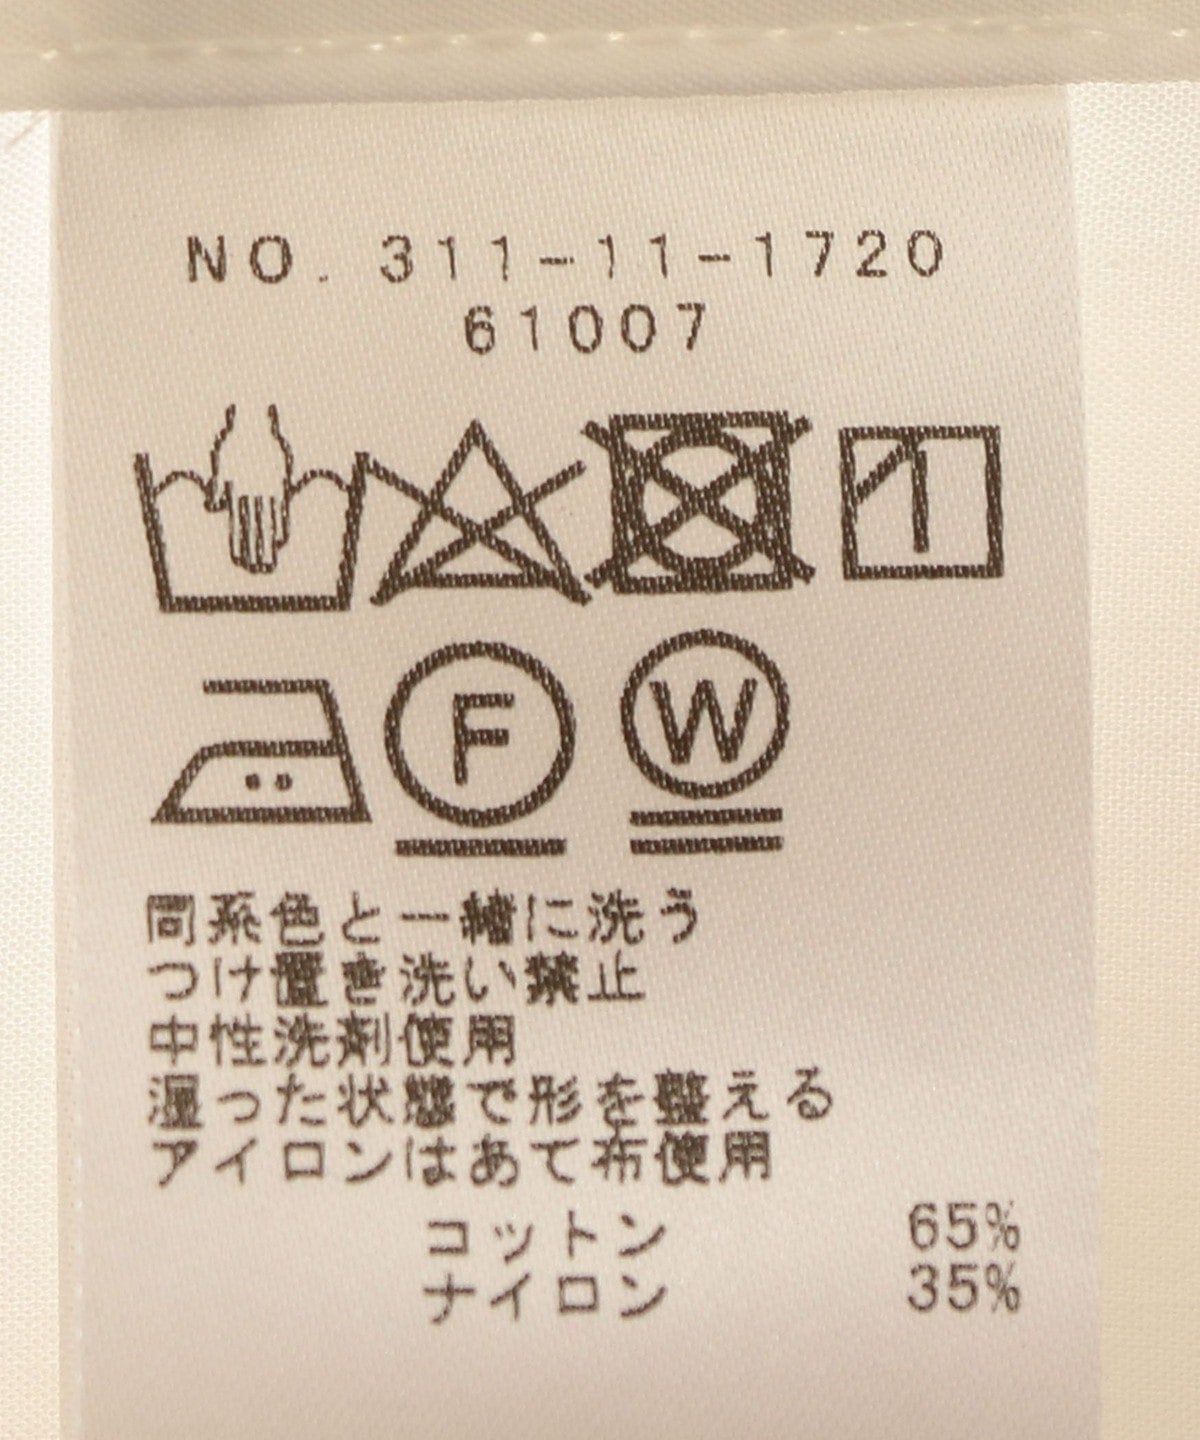 NO. 311-11-1720
61007
F W
同系色と一緒に洗う
つけ置き洗い禁止
中性洗剤使用
湿った状態で形を整える
アイロンはあて布使用
コットン 65%
ナイロン 35%